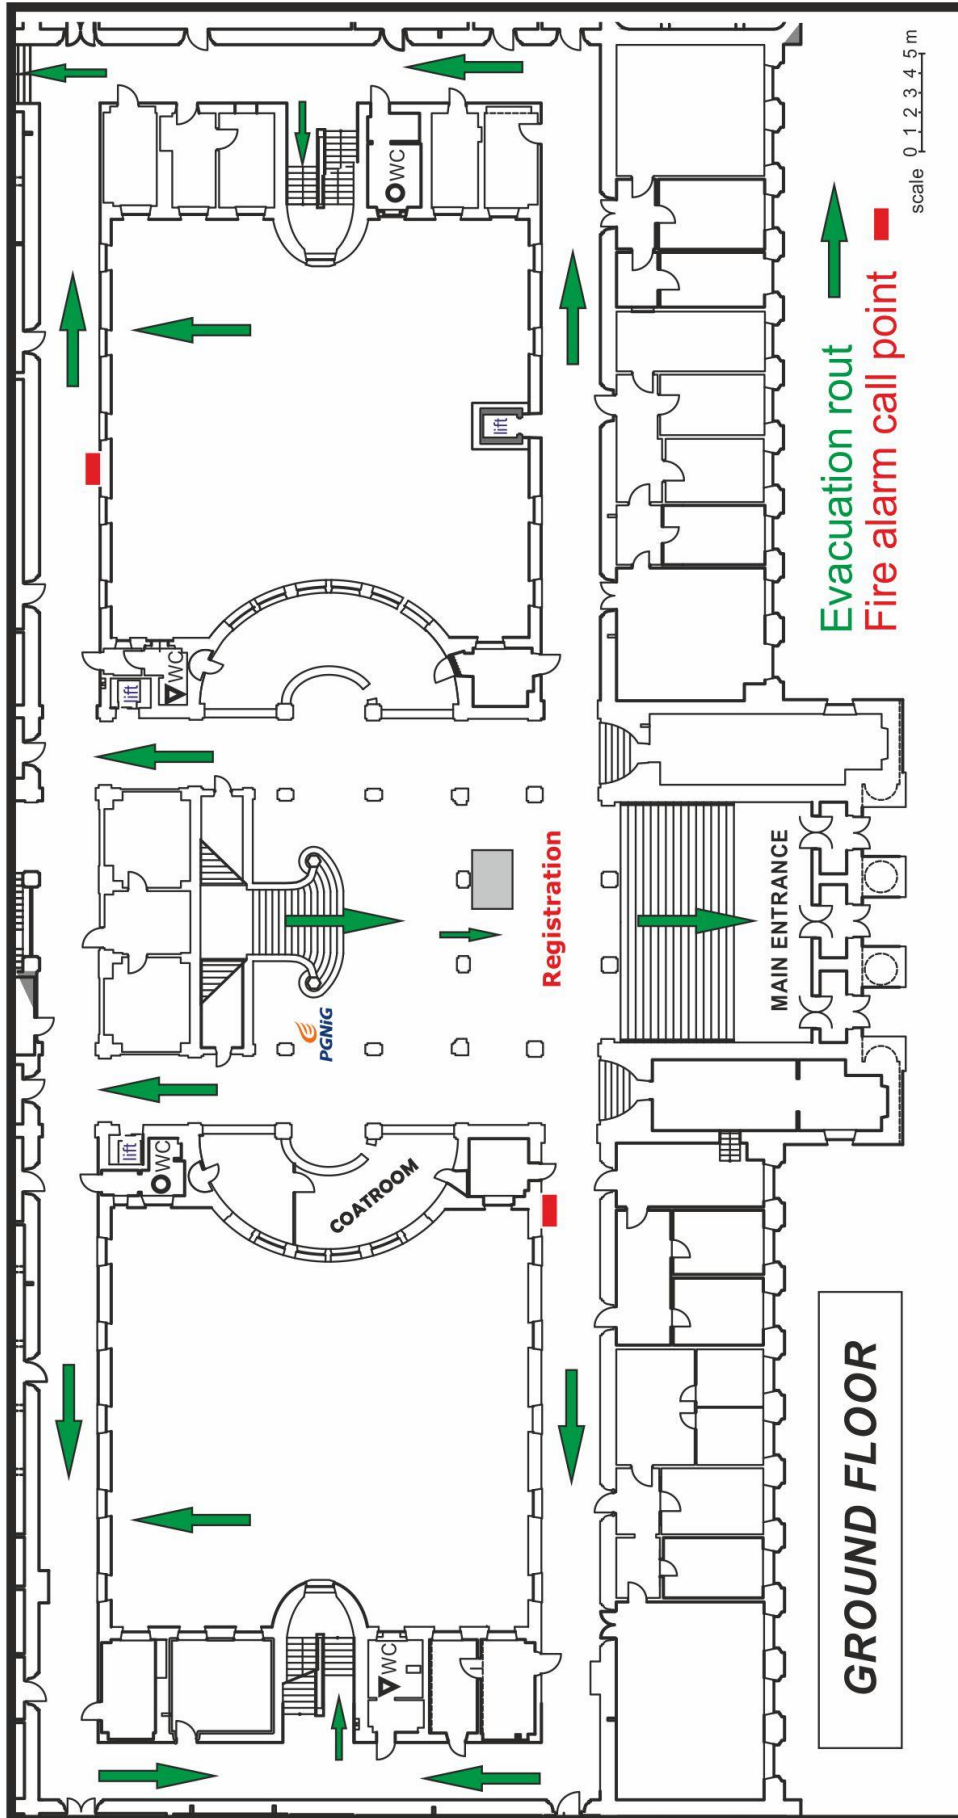 WC
WC
lift
lift
WC
lift
WC
COATROOM
PGNiG
Registration
MAIN ENTRANCE
GROUND FLOOR
Evacuation rout
Fire alarm call point
scale 0 1 2 3 4 5 m